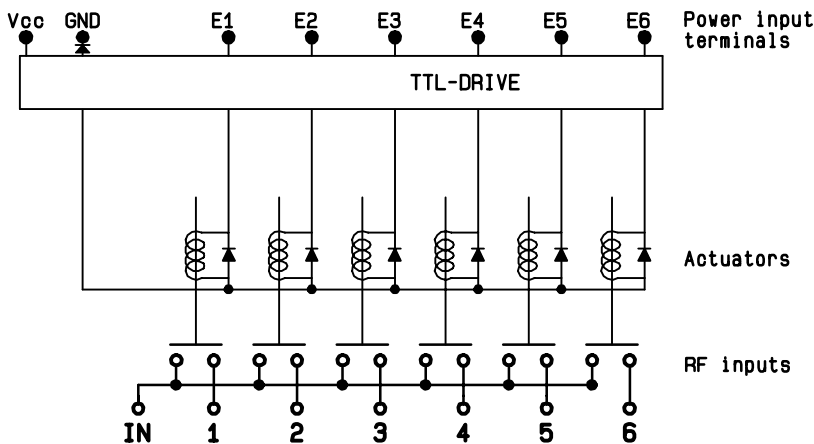 Vcc GND E1 E2 E3 E4 E5 E6 Power input
terminals
TTL-DRIVE
Actuators
RF inputs
IN 1 2 3 4 5 6